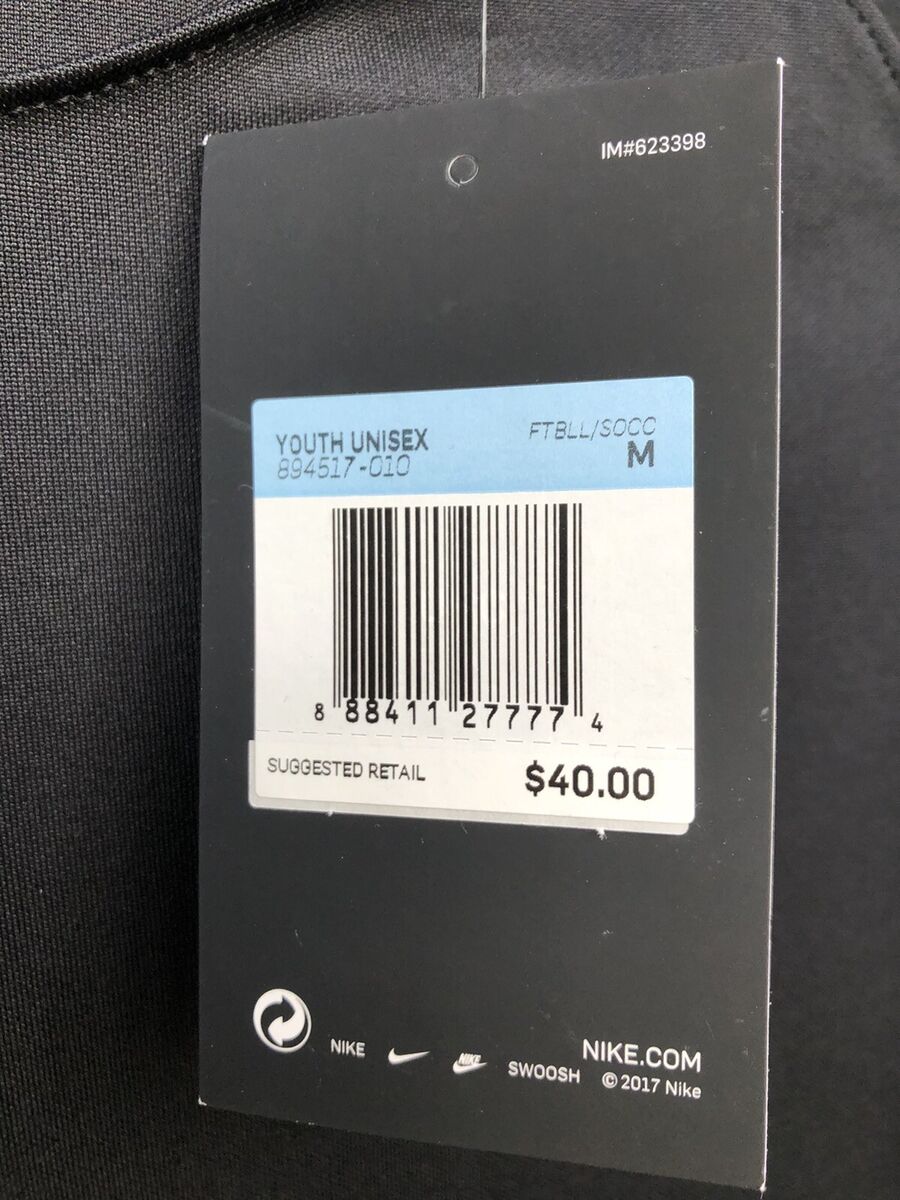 IM#623398
YOUTH UNISEX
FTBLL/SOCC
894517-010
M
8 88411 27777 4
SUGGESTED RETAIL
$40.00
NIKE
NIKE
SWOOSH
NIKE.COM
© 2017 Nike